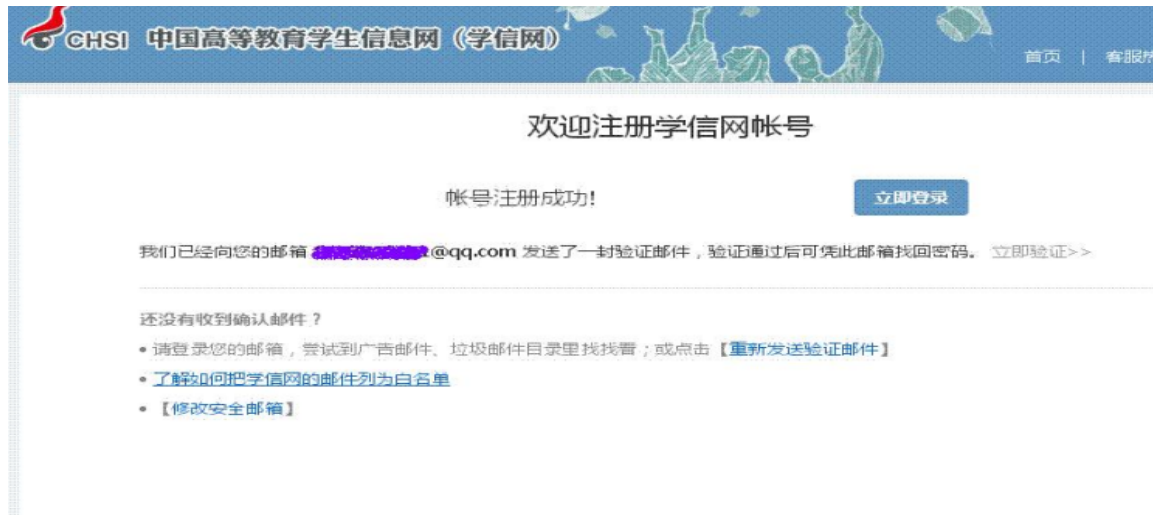 CHSI 中国高等教育学生信息网(学信网)
首页 | 客服热
欢迎注册学信网帐号
帐号注册成功! 立即登录
我们已经向您的邮箱 @qq.com 发送了一封验证邮件,验证通过后可凭此邮箱找回密码。 立即验证>>
还没有收到确认邮件?
• 请登录您的邮箱,尝试到广告邮件、垃圾邮件目录里找找看;或点击【重新发送验证邮件】
• 了解如何把学信网的邮件列为白名单
• 【修改安全邮箱】